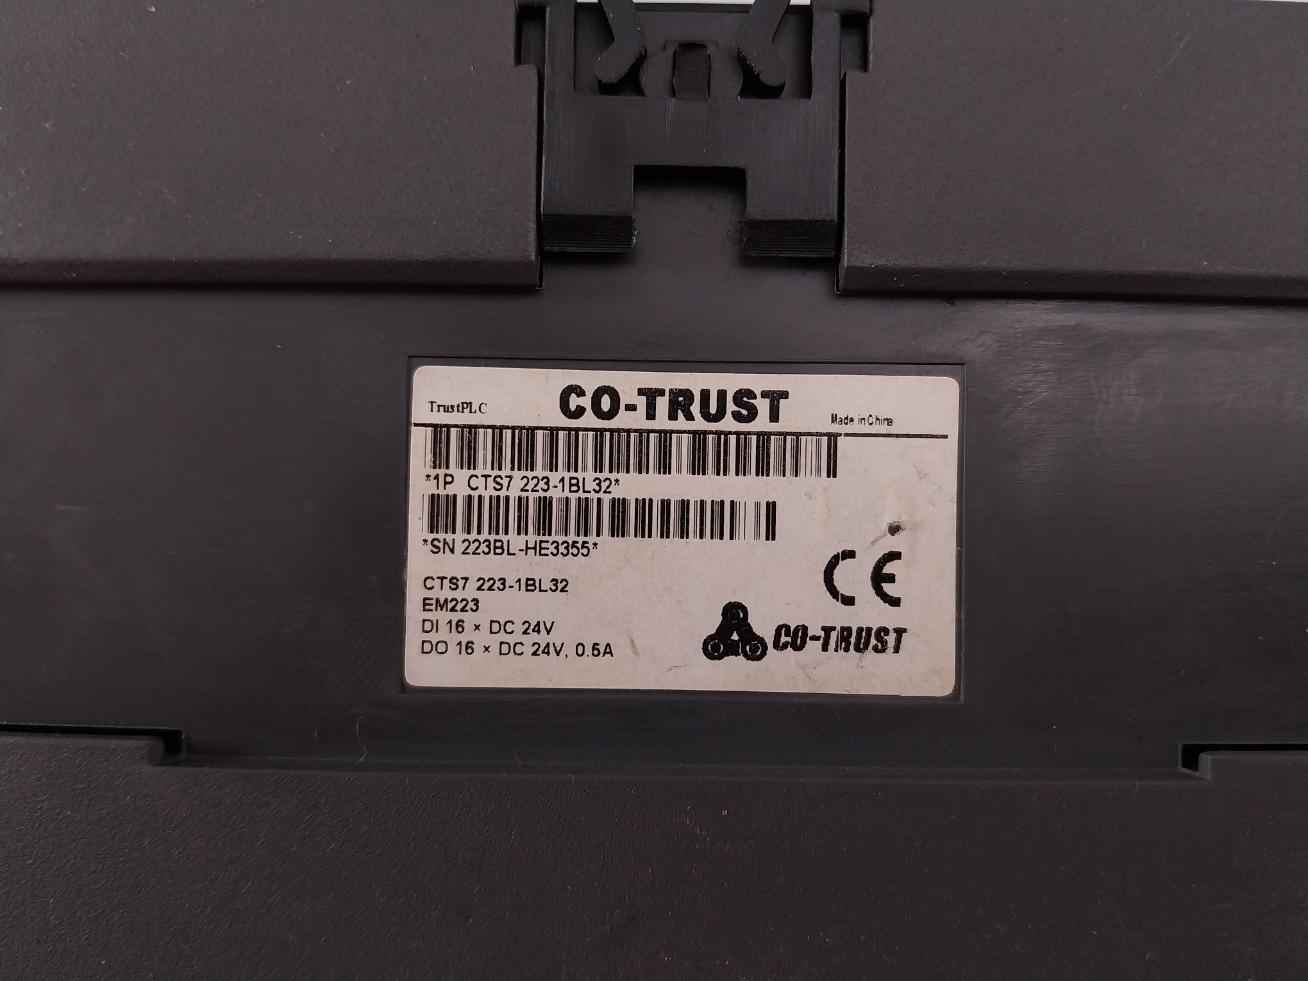 TrustPLC CO-TRUST Made in China
*1P CTS7 223-1BL32*
*SN 223BL-HE3355*
CTS7 223-1BL32
EM223
DI 16 × DC 24V
DO 16 × DC 24V, 0.5A
CE
CO-TRUST